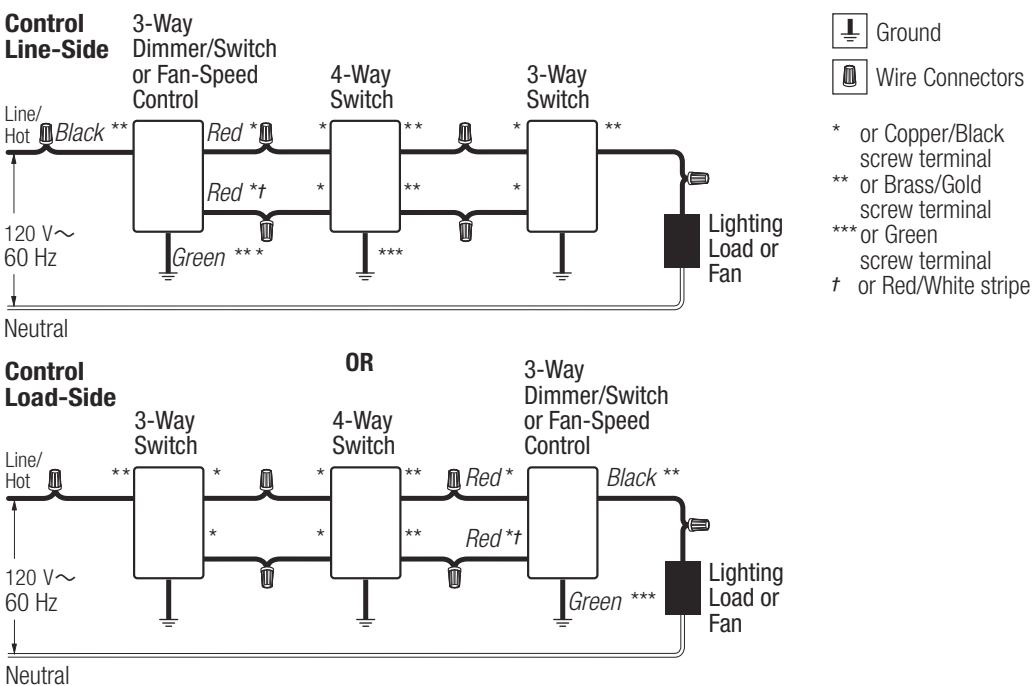 Control
Line-Side
3-Way
Dimmer/Switch
or Fan-Speed
Control
4-Way
Switch
3-Way
Switch
Line/
Hot
Black **
Red *
* ** * **
Red *†
* ** *
Green ***
***
120 V～
60 Hz
Lighting
Load or
Fan
Neutral
Ground
Wire Connectors
* or Copper/Black
screw terminal
** or Brass/Gold
screw terminal
*** or Green
screw terminal
† or Red/White stripe
OR
Control
Load-Side
3-Way
Switch
4-Way
Switch
3-Way
Dimmer/Switch
or Fan-Speed
Control
Line/
Hot
** * * **
Red *
Black **
* * **
Red *†
Green ***
120 V～
60 Hz
Lighting
Load or
Fan
Neutral